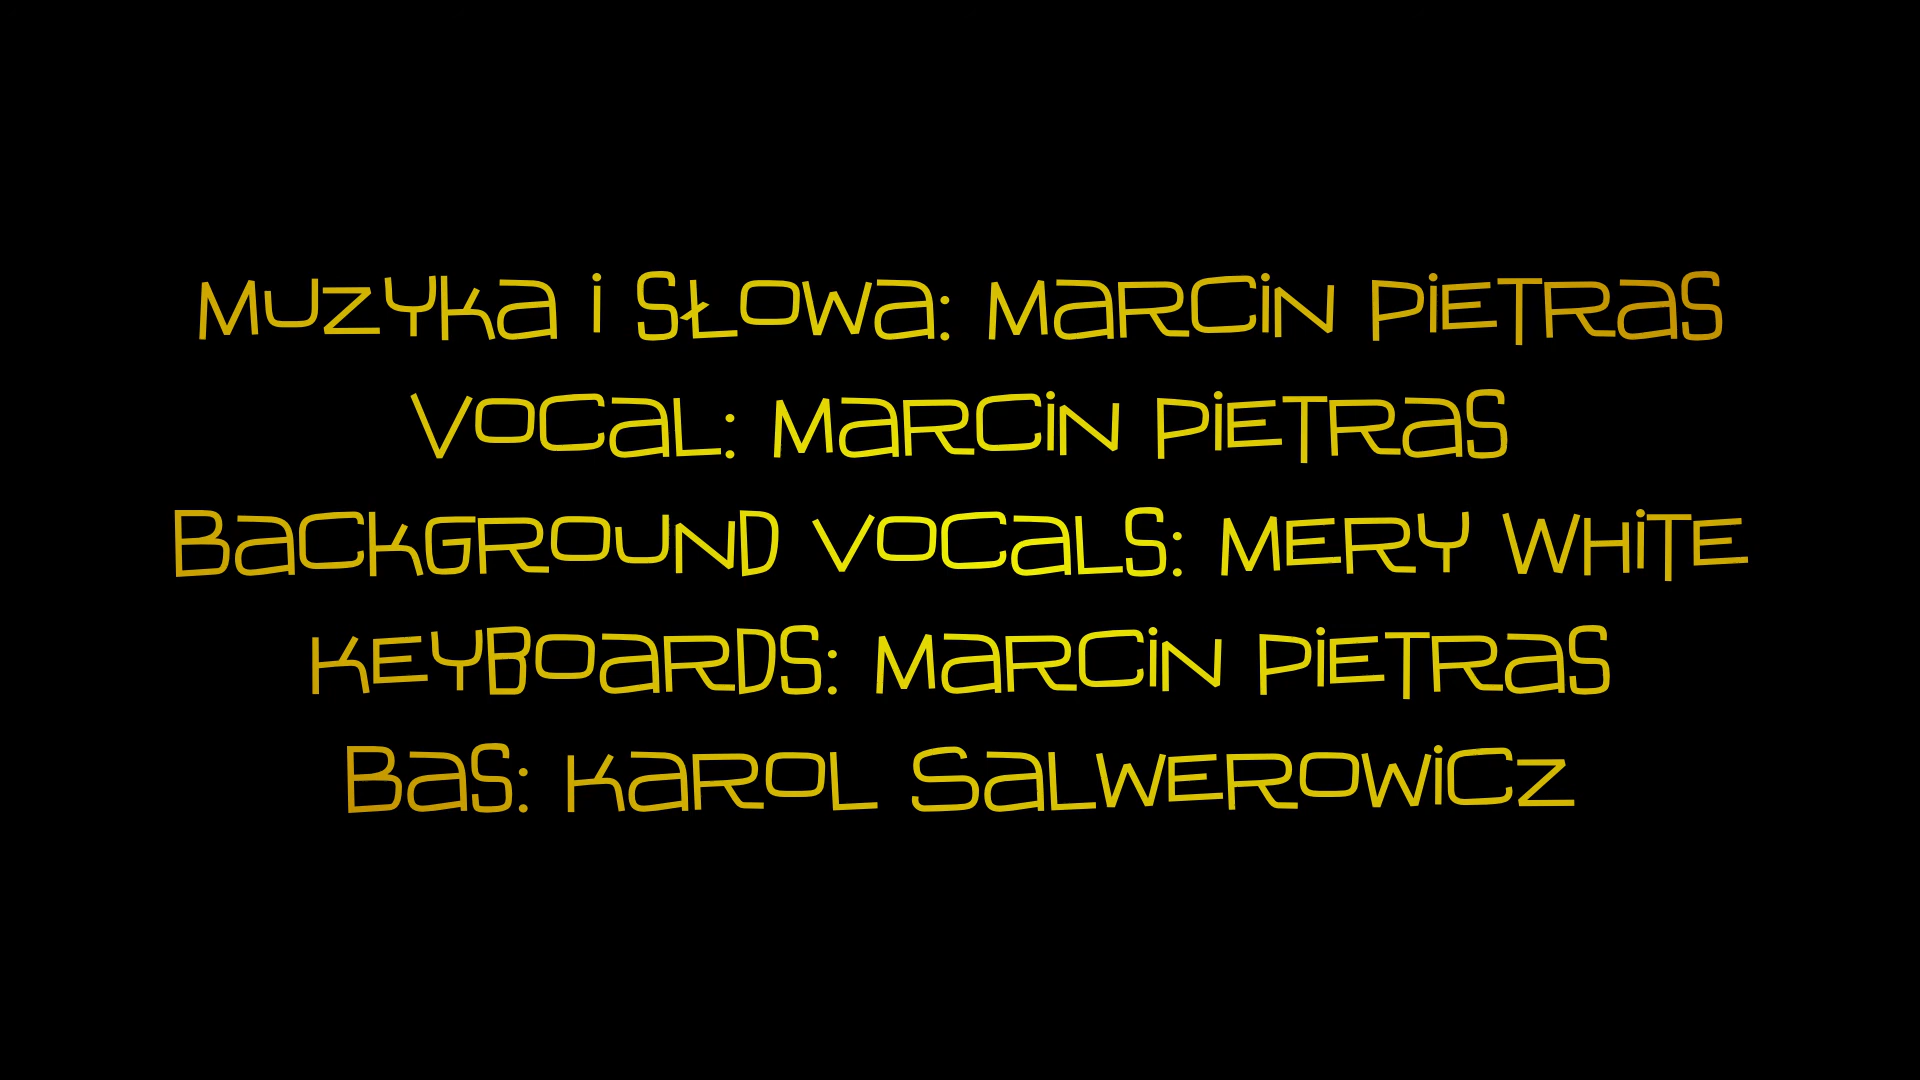 Muzyka i Słowa: Marcin Pietras
Vocal: Marcin Pietras
Background Vocals: Mery White
Keyboards: Marcin Pietras
Bas: Karol Salwerowicz